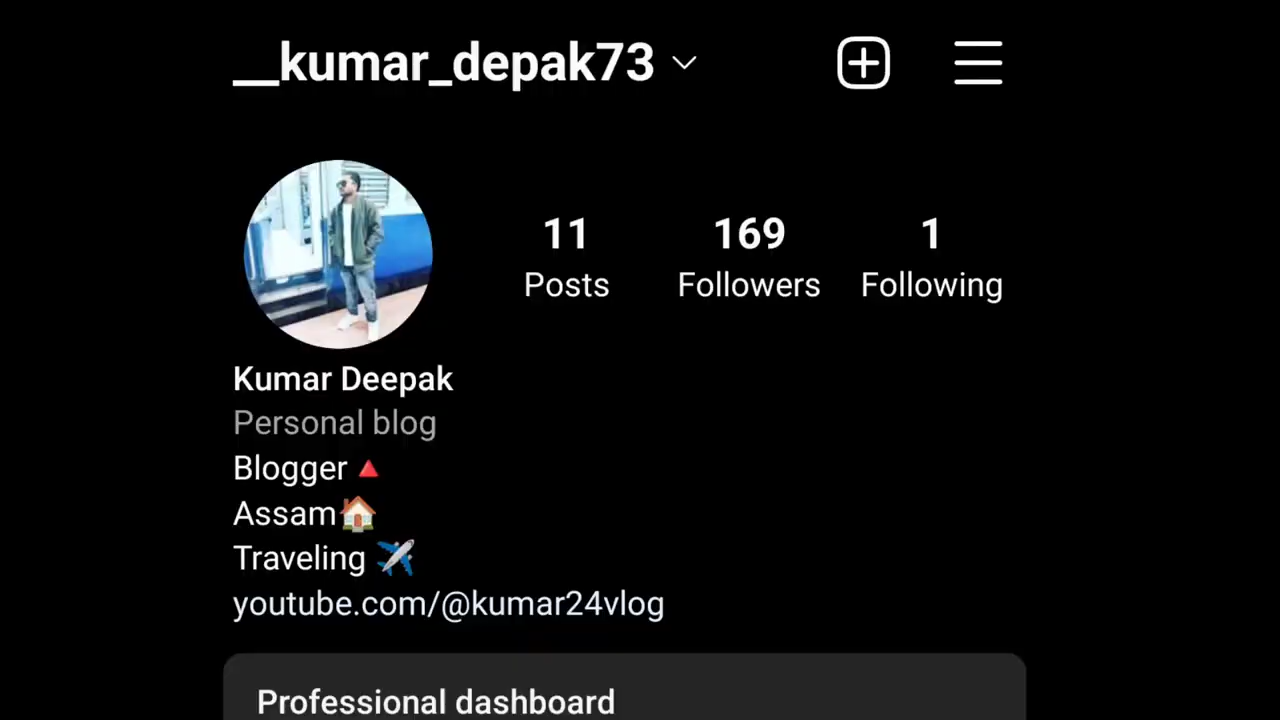 __kumar_depak73
11 169 1
Posts Followers Following
Kumar Deepak
Personal blog
Blogger🔺
Assam🏠
Traveling ✈️
youtube.com/@kumar24vlog
Professional dashboard